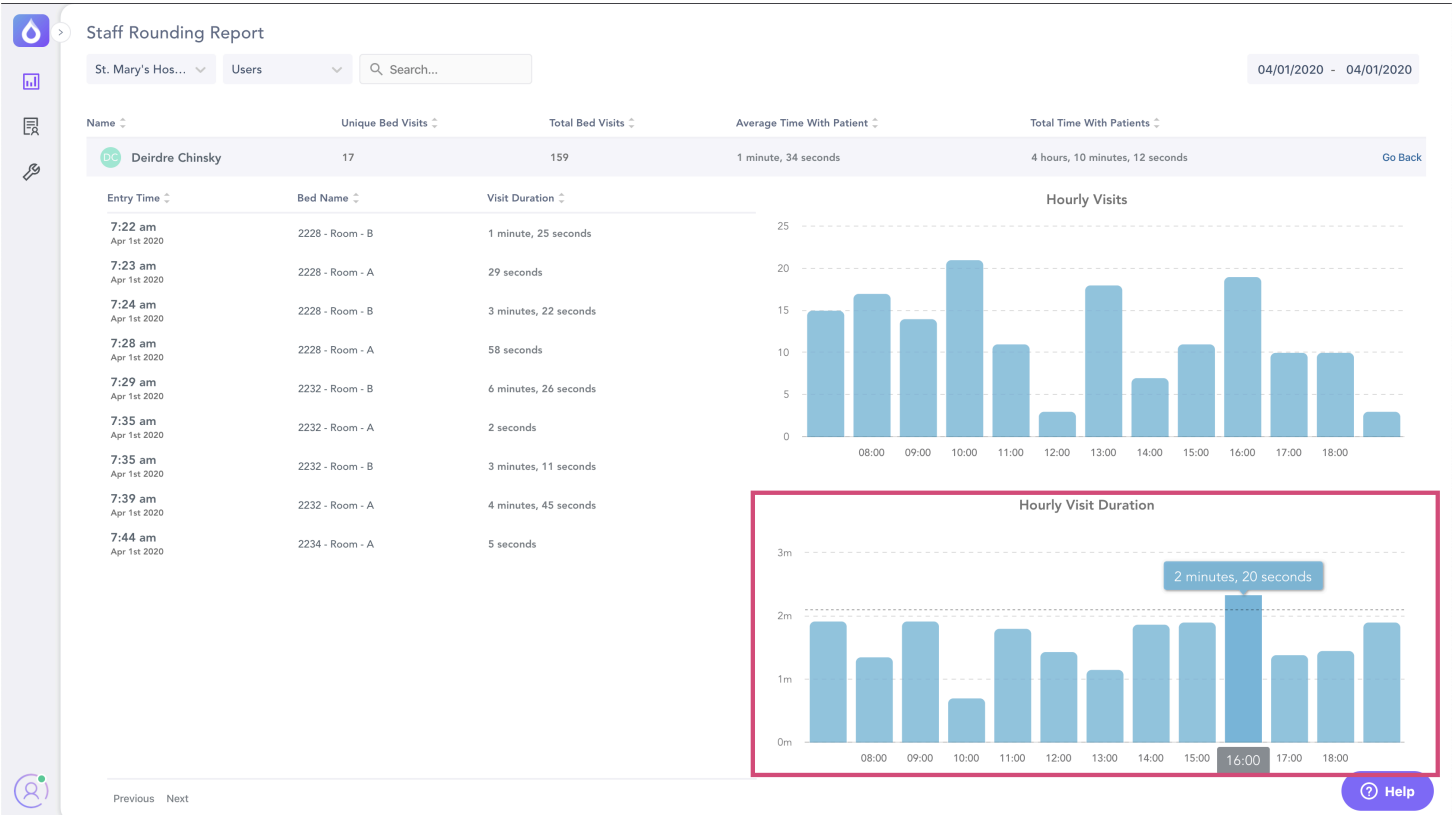 Staff Rounding Report
St. Mary's Hos... Users Search... 04/01/2020 - 04/01/2020
Name Unique Bed Visits Total Bed Visits Average Time With Patient Total Time With Patients
DC Deirdre Chinsky 17 159 1 minute, 34 seconds 4 hours, 10 minutes, 12 seconds Go Back
Entry Time Bed Name Visit Duration
7:22 am
Apr 1st 2020
2228 - Room - B 1 minute, 25 seconds
7:23 am
Apr 1st 2020
2228 - Room - A 29 seconds
7:24 am
Apr 1st 2020
2228 - Room - B 3 minutes, 22 seconds
7:28 am
Apr 1st 2020
2228 - Room - A 58 seconds
7:29 am
Apr 1st 2020
2232 - Room - B 6 minutes, 26 seconds
7:35 am
Apr 1st 2020
2232 - Room - A 2 seconds
7:35 am
Apr 1st 2020
2232 - Room - B 3 minutes, 11 seconds
7:39 am
Apr 1st 2020
2232 - Room - A 4 minutes, 45 seconds
7:44 am
Apr 1st 2020
2234 - Room - A 5 seconds
Previous Next
Hourly Visits
25
20
15
10
5
0
08:00 09:00 10:00 11:00 12:00 13:00 14:00 15:00 16:00 17:00 18:00
Hourly Visit Duration
3m
2 minutes, 20 seconds
2m
1m
0m
08:00 09:00 10:00 11:00 12:00 13:00 14:00 15:00 16:00 17:00 18:00
? Help